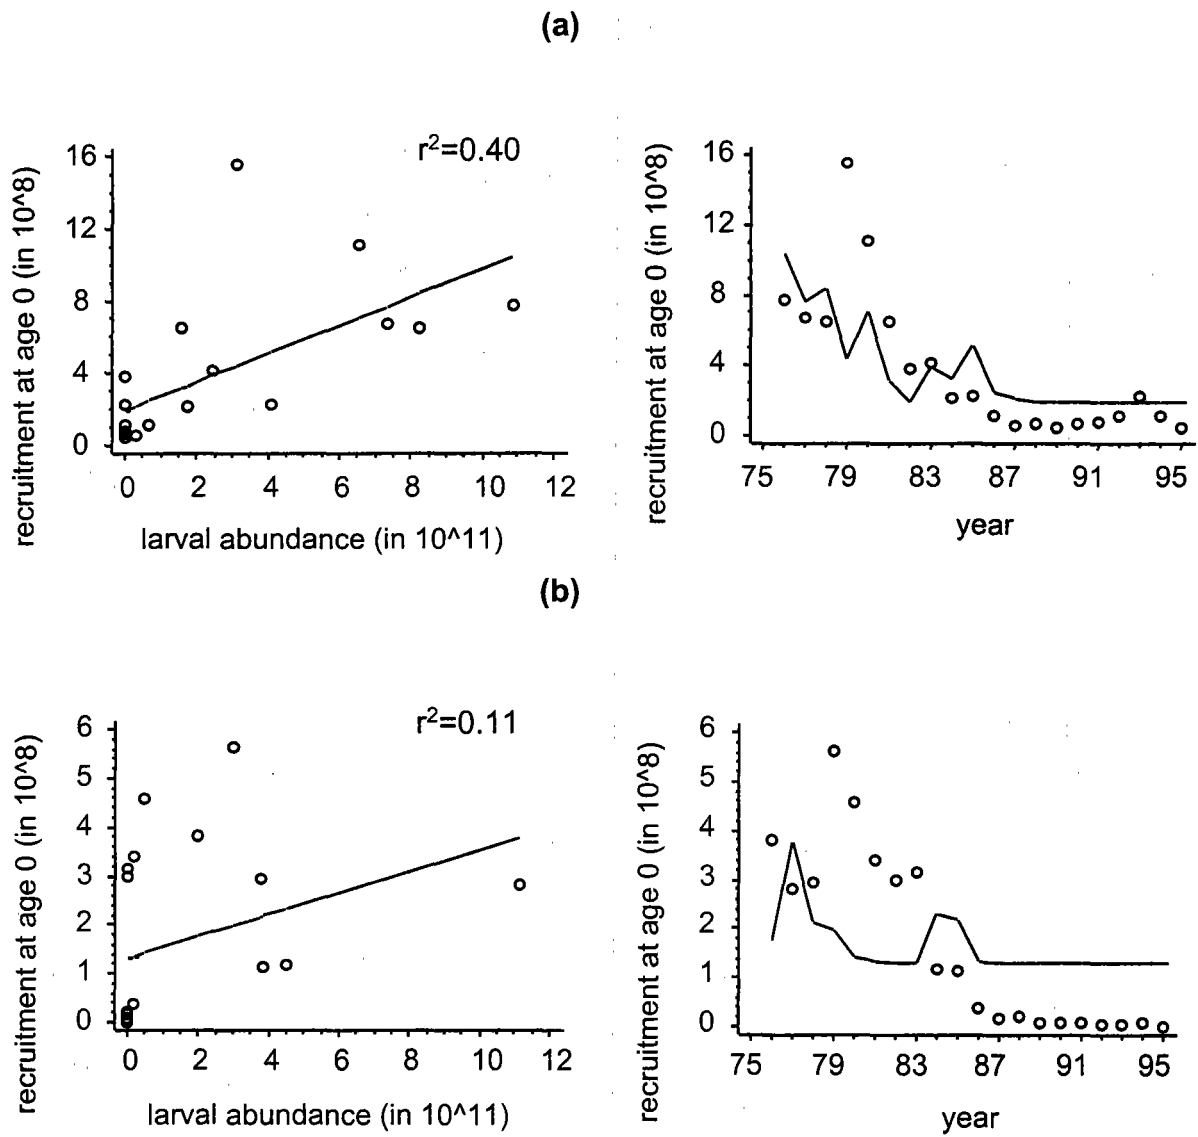 (a)
r²=0.40
recruitment at age 0 (in 10^8)
16
12
8
4
0
0 2 4 6 8 10 12
larval abundance (in 10^11)
recruitment at age 0 (in 10^8)
16
12
8
4
0
75 79 83 87 91 95
year
(b)
r²=0.11
recruitment at age 0 (in 10^8)
6
5
4
3
2
1
0
0 2 4 6 8 10 12
larval abundance (in 10^11)
recruitment at age 0 (in 10^8)
6
5
4
3
2
1
0
75 79 83 87 91 95
year